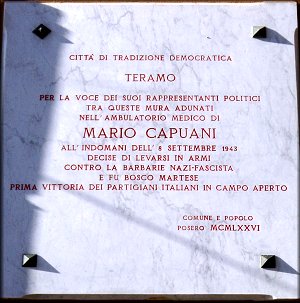 CITTÀ DI TRADIZIONE DEMOCRATICA
TERAMO
PER LA VOCE DEI SUOI RAPPRESENTANTI POLITICI
TRA QUESTE MURA ADUNATI
NELL'AMBULATORIO MEDICO DI
MARIO CAPUANI
ALL'INDOMANI DELL'8 SETTEMBRE 1943
DECISE DI LEVARSI IN ARMI
CONTRO LA BARBARIE NAZI-FASCISTA
E FU BOSCO MARTESE
PRIMA VITTORIA DEI PARTIGIANI ITALIANI IN CAMPO APERTO
COMUNE E POPOLO
POSERO MCMLXXVI